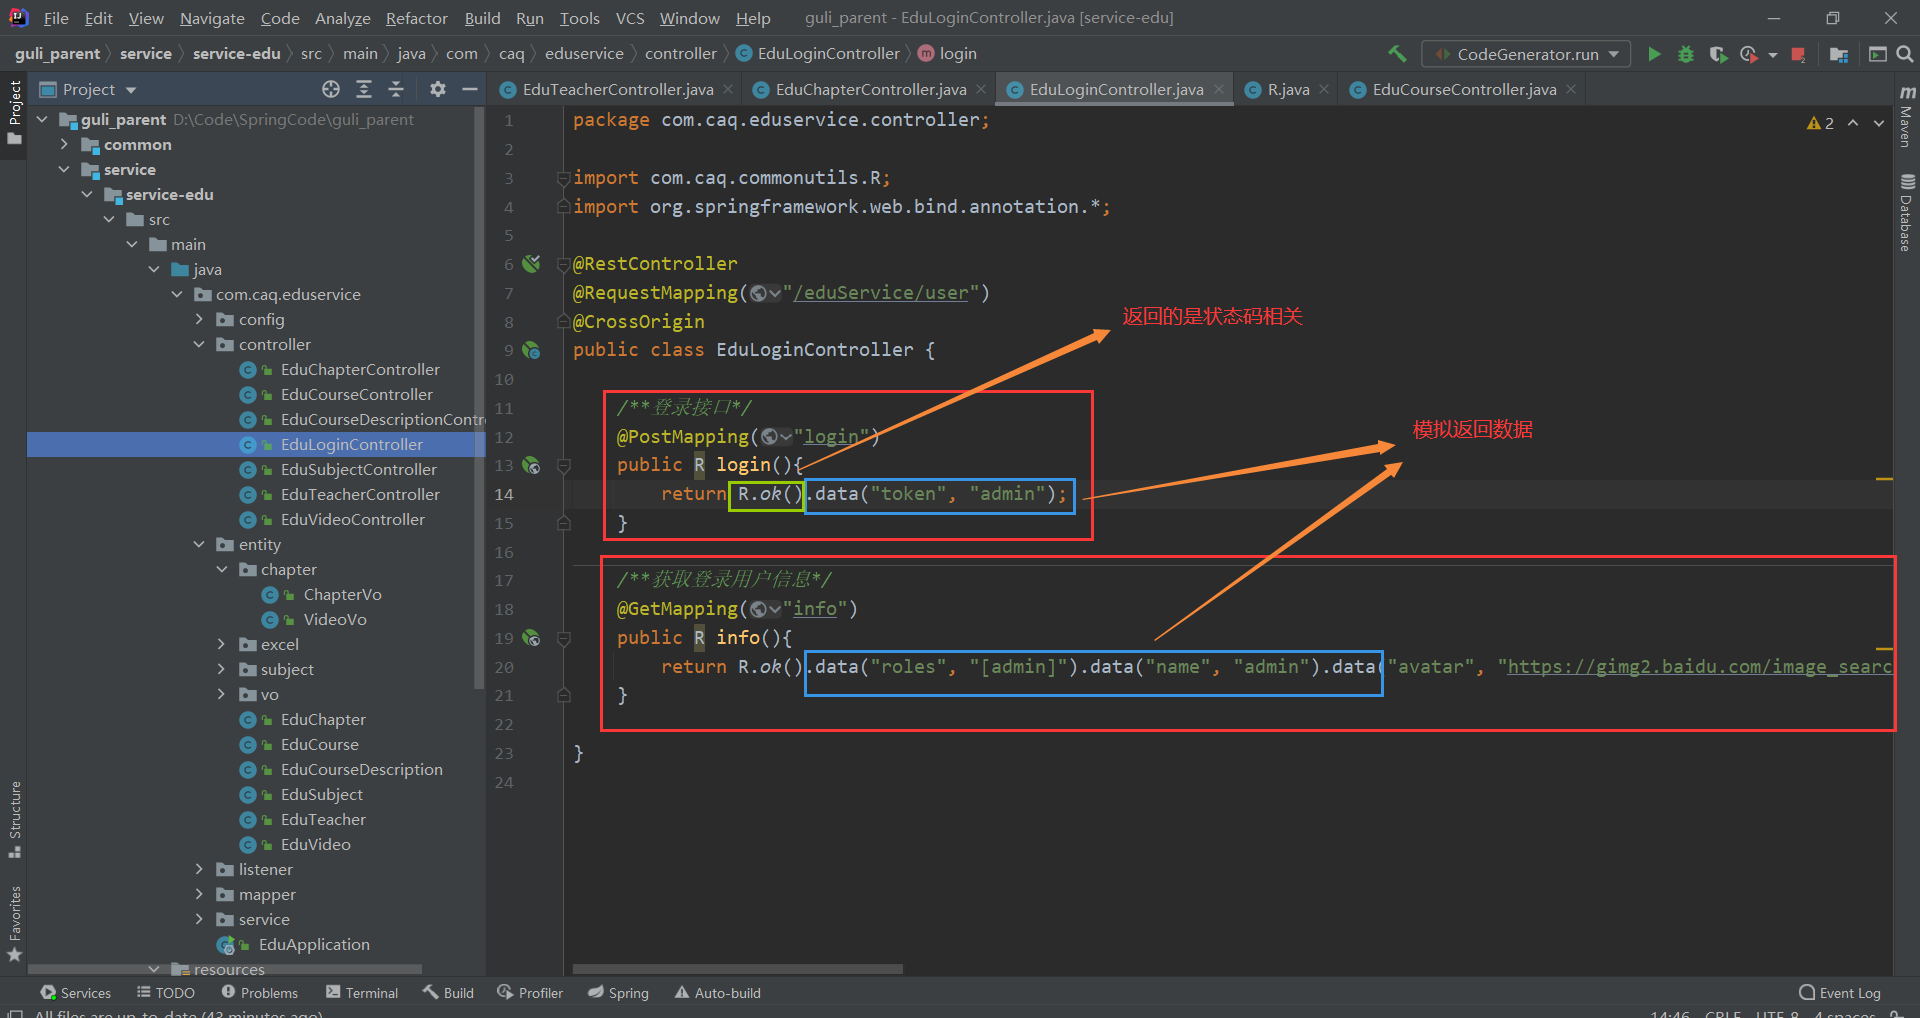 File Edit View Navigate Code Analyze Refactor Build Run Tools VCS Window Help guli_parent - EduLoginController.java [service-edu]
guli_parent service service-edu src main java com caq eduservice controller EduLoginController login CodeGenerator.run
Project
EduTeacherController.java EduChapterController.java EduLoginController.java R.java EduCourseController.java
Project
Structure
Favorites
guli_parent D:\Code\SpringCode\guli_parent
common
service
service-edu
src
main
java
com.caq.eduservice
config
controller
EduChapterController
EduCourseController
EduCourseDescriptionContr
EduLoginController
EduSubjectController
EduTeacherController
EduVideoController
entity
chapter
ChapterVo
VideoVo
excel
subject
vo
EduChapter
EduCourse
EduCourseDescription
EduSubject
EduTeacher
EduVideo
listener
mapper
service
EduApplication
resources
1 package com.caq.eduservice.controller;
2
3 import com.caq.commonutils.R;
4 import org.springframework.web.bind.annotation.*;
5
6 @RestController
7 @RequestMapping("/eduService/user")
8 @CrossOrigin
9 public class EduLoginController {
10
11 /**登录接口*/
12 @PostMapping("login")
13 public R login(){
14 return R.ok().data("token", "admin");
15 }
16
17 /**获取登录用户信息*/
18 @GetMapping("info")
19 public R info(){
20 return R.ok().data("roles", "[admin]").data("name", "admin").data("avatar", "https://gimg2.baidu.com/image_searc
21 }
22
23 }
24
返回的是状态码相关
模拟返回数据
2
Maven
Database
Services TODO Problems Terminal Build Profiler Spring Auto-build Event Log
All files are up-to-date (43 minutes ago) 14:46 CRLF UTF-8 4 spaces